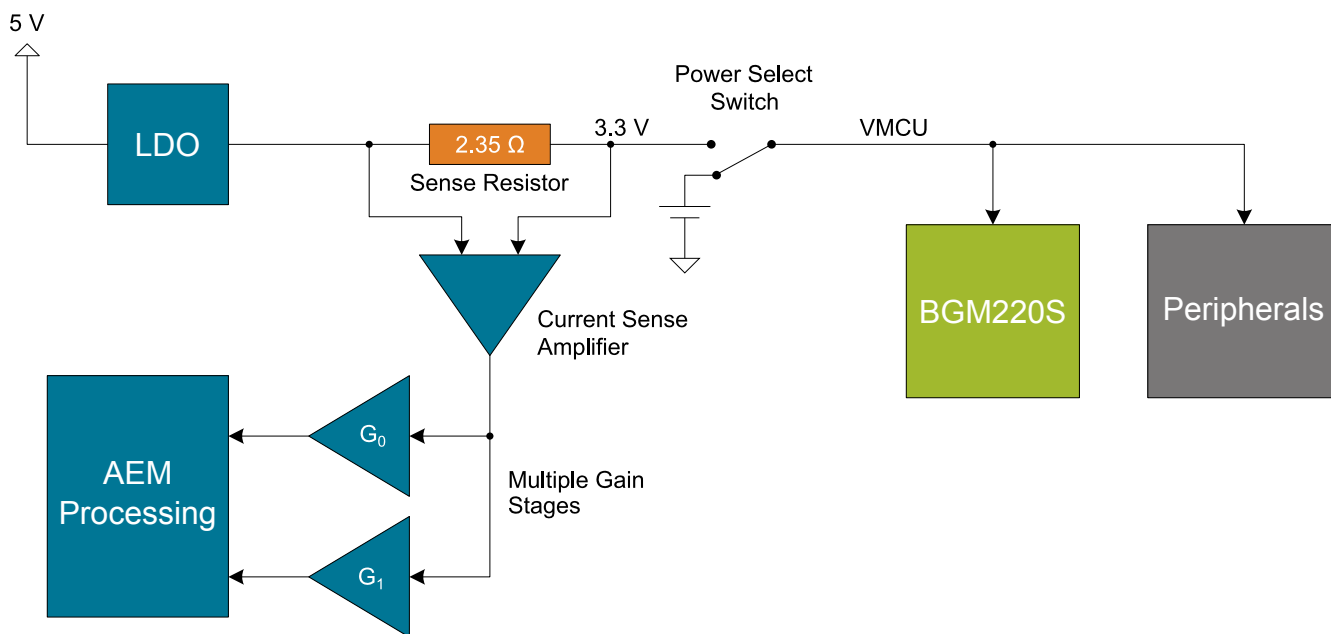 5 V
LDO
2.35 Ω
Sense Resistor
3.3 V
Power Select
Switch
VMCU
BGM220S
Peripherals
Current Sense
Amplifier
AEM
Processing
G₀
G₁
Multiple Gain
Stages